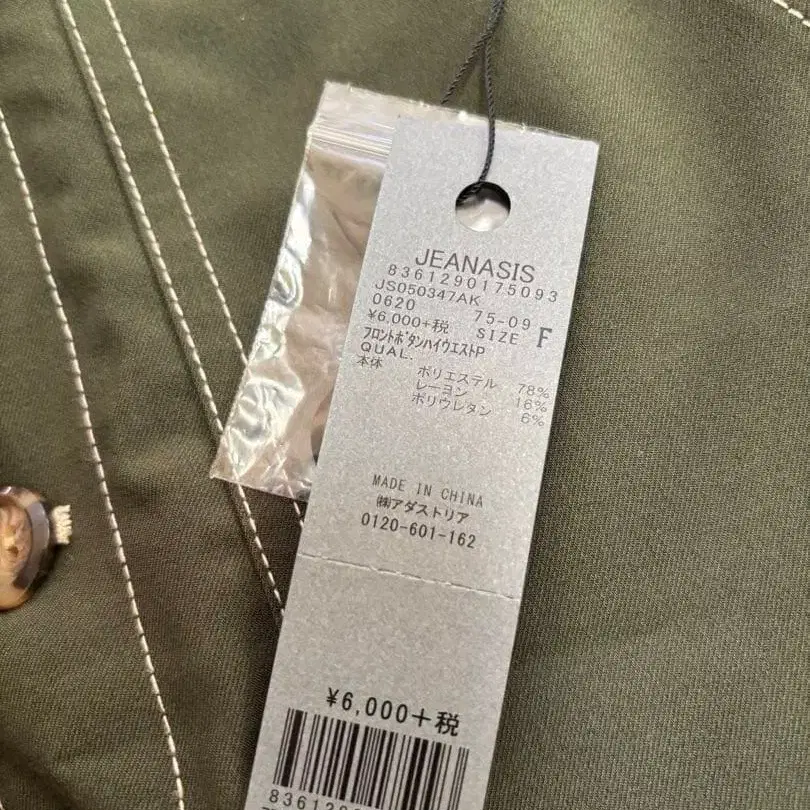 JEANASIS
8361290175093
JS050347AK
0620 75-09
¥6,000+税 SIZE F
フロントボタンハイウエストP
QUAL.
本体 ポリエステル 78%
レーヨン 16%
ポリウレタン 6%
MADE IN CHINA
㈱アダストリア
0120-601-162
¥6,000+税